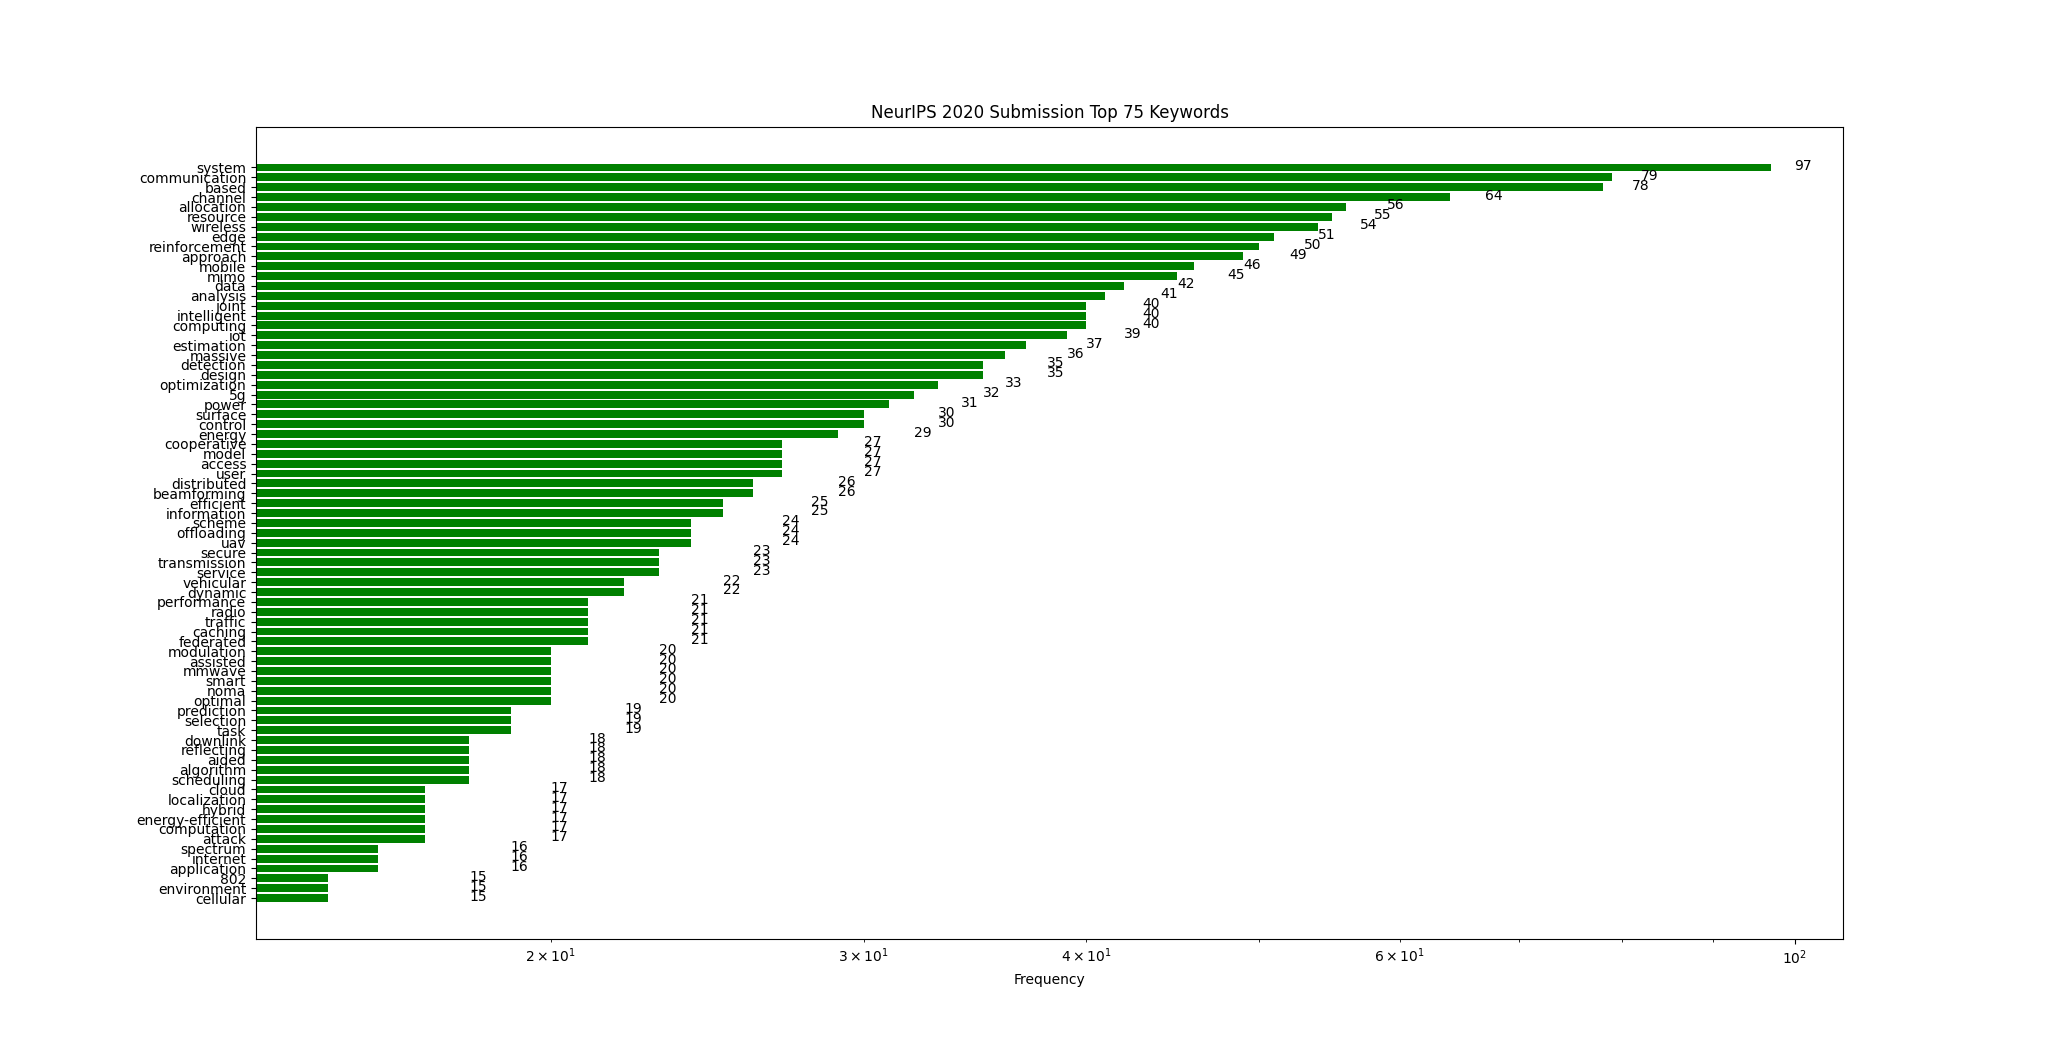 NeurIPS 2020 Submission Top 75 Keywords
system 97
communication 79
based 78
channel 64
allocation 56
resource 55
wireless 54
edge 51
reinforcement 50
approach 49
mobile 46
mimo 45
data 42
analysis 41
joint 40
intelligent 40
computing 40
iot 39
estimation 37
massive 36
detection 35
design 35
optimization 33
5g 32
power 31
surface 30
control 30
energy 29
cooperative 27
model 27
access 27
user 27
distributed 26
beamforming 26
efficient 25
information 25
scheme 24
offloading 24
uav 24
secure 23
transmission 23
service 23
vehicular 22
dynamic 22
performance 21
radio 21
traffic 21
caching 21
federated 21
modulation 20
assisted 20
mmwave 20
smart 20
noma 20
optimal 20
prediction 19
selection 19
task 19
downlink 18
reflecting 18
aided 18
algorithm 18
scheduling 18
cloud 17
localization 17
hybrid 17
energy-efficient 17
computation 17
attack 17
spectrum 16
internet 16
application 16
802 15
environment 15
cellular 15
2 × 10¹ 3 × 10¹ 4 × 10¹ 6 × 10¹ 10²
Frequency